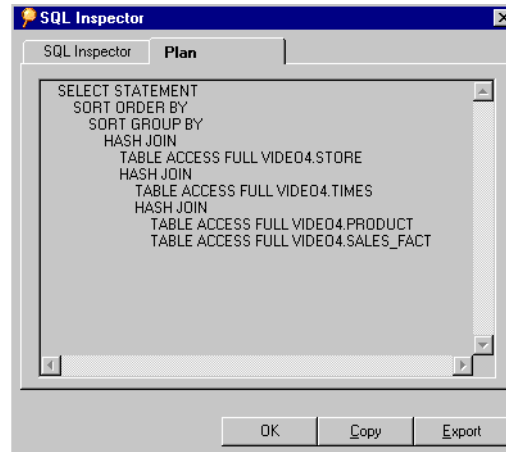 SQL Inspector
SQL Inspector Plan
SELECT STATEMENT
SORT ORDER BY
SORT GROUP BY
HASH JOIN
TABLE ACCESS FULL VIDEO4.STORE
HASH JOIN
TABLE ACCESS FULL VIDEO4.TIMES
HASH JOIN
TABLE ACCESS FULL VIDEO4.PRODUCT
TABLE ACCESS FULL VIDEO4.SALES_FACT
OK Copy Export